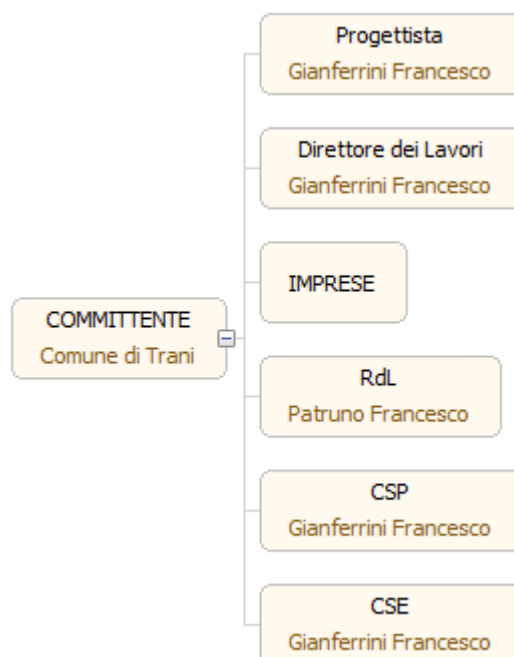 Progettista
Gianferrini Francesco
Direttore dei Lavori
Gianferrini Francesco
IMPRESE
COMMITTENTE
Comune di Trani
RdL
Patruno Francesco
CSP
Gianferrini Francesco
CSE
Gianferrini Francesco